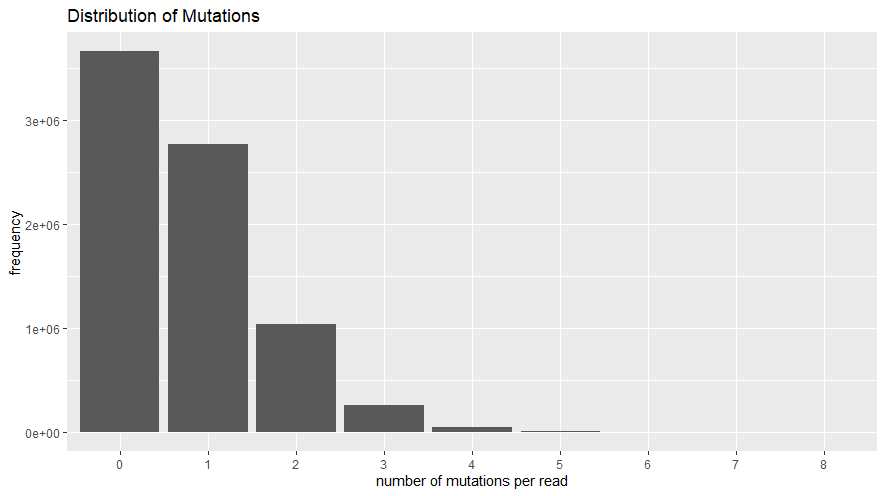 Distribution of Mutations
frequency
3e+06
2e+06
1e+06
0e+00
0 1 2 3 4 5 6 7 8
number of mutations per read